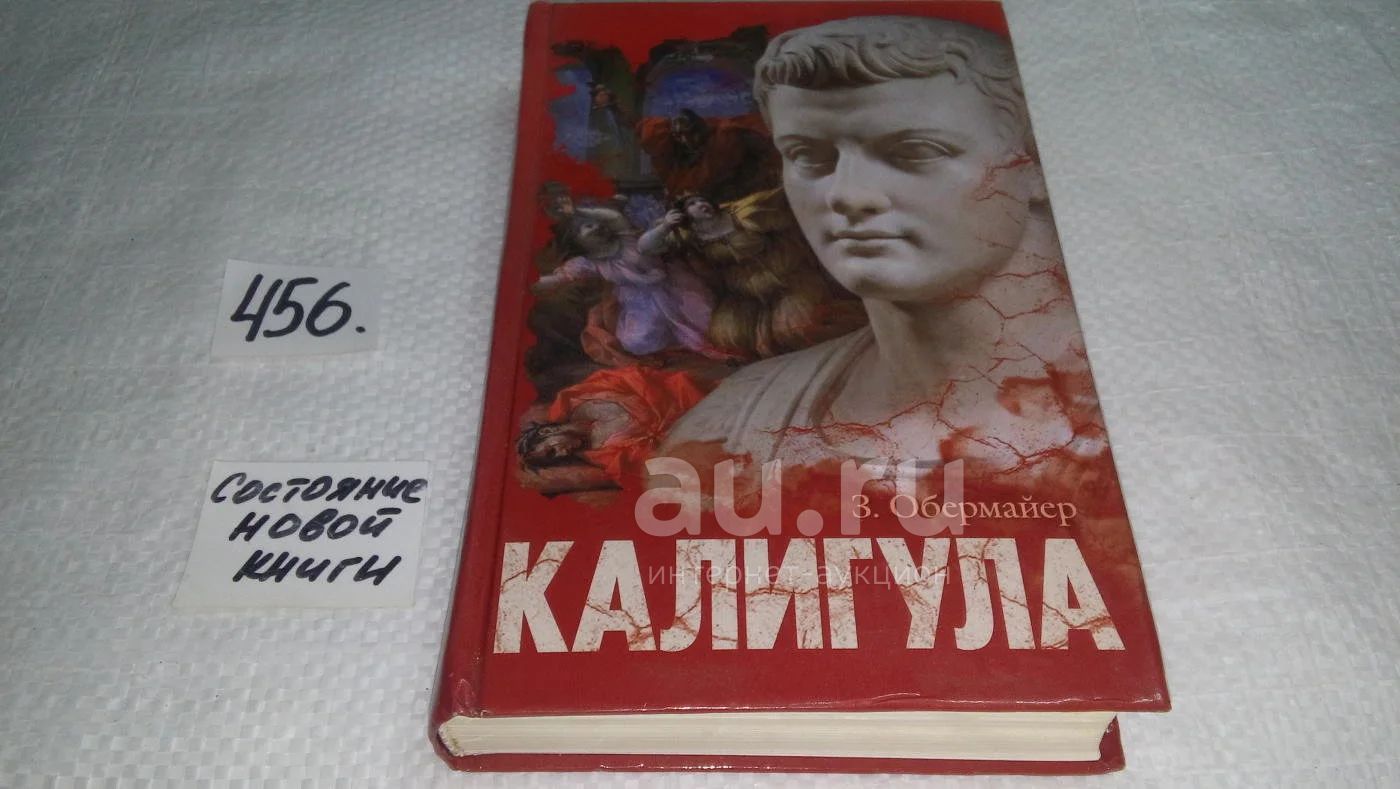 456.
Состояние
новой
книги
au.ru
З. Обермайер
интернет-аукцион
КАЛИГУЛА